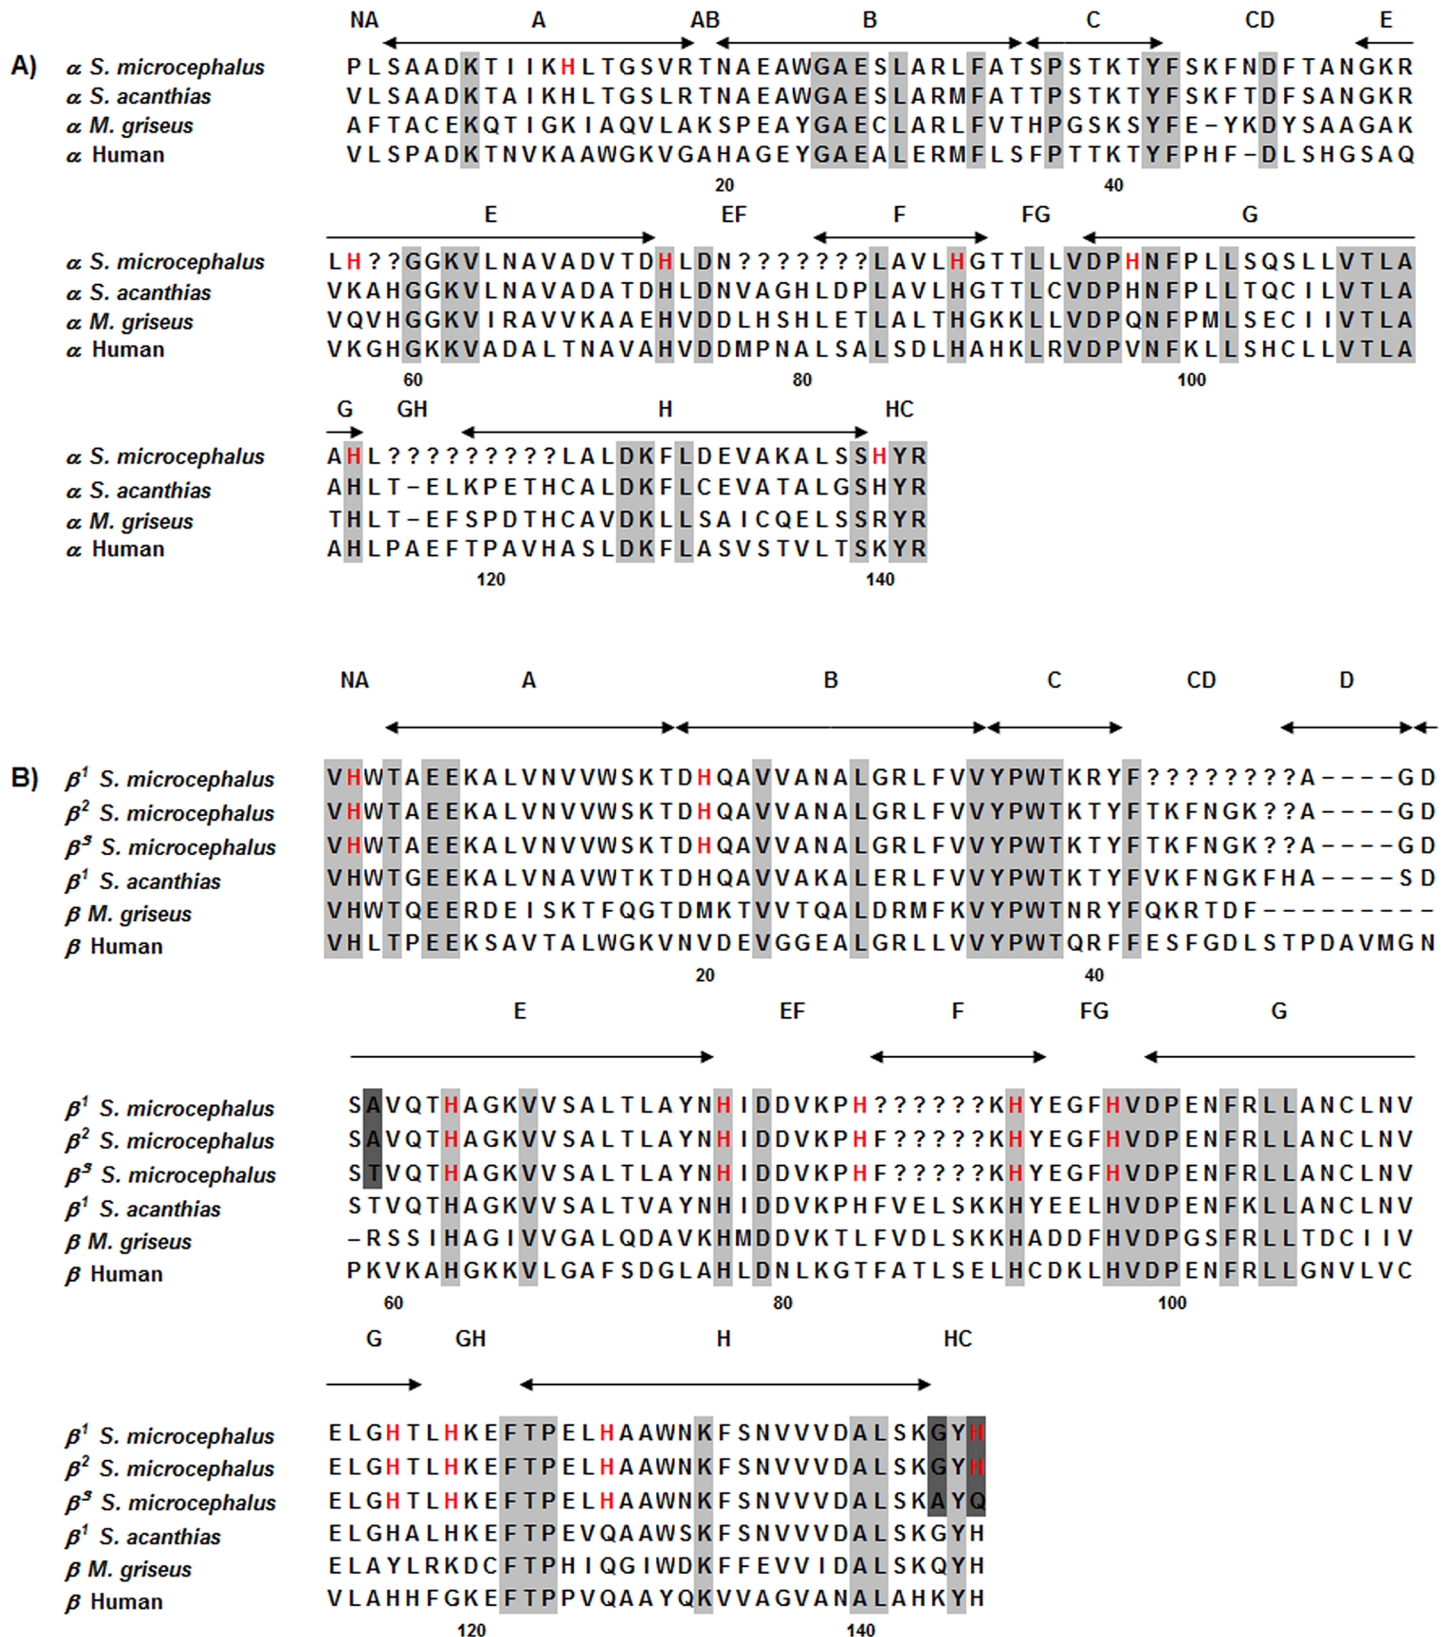 NA A AB B C CD E
A) α S. microcephalus PLSAADKTIIKHLTGSVRTNAEAWGAESLARLFATSPSTKTYFSKFNDFTANGKR
α S. acanthias VLSAADKTAIKHLTGSLRTNAEAWGAESLARMFATTPSTKTYFSKFTDFSANGKR
α M. griseus AFTACEKQTIGKIAQVLAKSPEAYGAECLARLFVTHPGSKSYFE-YKDYSAAGAK
α Human VLSPADKTNVKAAWGKVGAHAGEYGAEALERMFLSFPTTKTYFPHF-DLSHGSAQ
20 40
E EF F FG G
α S. microcephalus LH??GGKVLNAVADVTDHLDN???????LAVLHGTTLLVDPHNFPLLSQSLLVTLA
α S. acanthias VKAHGGKVLNAVADATDHLDNVAGHLDPLAVLHGTTLCVDPHNFPLLTQCILVTLA
α M. griseus VQVHGGKVIRAVVKAAEHVDDLHSHLETLALTHGKKLLVDPQNFPMLSECIIVTLA
α Human VKGHGKKVADALTNAVAHVDDMPNALSALSDLHAHKLRVDPVNFKLLSHCLLVTLA
60 80 100
G GH H HC
α S. microcephalus AHL?????????LALDKFLDEVAKALSSHYR
α S. acanthias AHLT-ELKPETHCALDKFLCEVATALGSHYR
α M. griseus THLT-EFSPDTHCAVDKLLSAICQELSSRYR
α Human AHLPAEFTPAVHASLDKFLASVSTVLTSKYR
120 140
NA A B C CD D
B) β1 S. microcephalus VHWTAEEKALVNVVWSKTDHQAVVANALGRLFVVYPWTKRYF????????A----GD
β2 S. microcephalus VHWTAEEKALVNVVWSKTDHQAVVANALGRLFVVYPWTKTYFTKFNGK??A----GD
β3 S. microcephalus VHWTAEEKALVNVVWSKTDHQAVVANALGRLFVVYPWTKTYFTKFNGK??A----GD
β1 S. acanthias VHWTGEEKALVNAVWTKTDHQAVVAKALERLFVVYPWTKTYFVKFNGKFHA----SD
β M. griseus VHWTQEERDEISKTFQGTDMKTVVTQALDRMFKVYPWTNRYFQKRTDF---------
β Human VHLTPEEKSAVTALWGKVNVDEVGGEALGRLLVVYPWTQRFFESFGDLSTPDAVMGN
20 40
E EF F FG G
β1 S. microcephalus SAVQTHAGKVVSALTLAYNHIDDVKPH??????KHYEGFHVDPENFRLLANCLNV
β2 S. microcephalus SAVQTHAGKVVSALTLAYNHIDDVKPHF?????KHYEGFHVDPENFRLLANCLNV
β3 S. microcephalus STVQTHAGKVVSALTLAYNHIDDVKPHF?????KHYEGFHVDPENFRLLANCLNV
β1 S. acanthias STVQTHAGKVVSALTVAYNHIDDVKPHFVELSKKHYEELHVDPENFKLLANCLNV
β M. griseus -RSSIHAGIVVGALQDAVKHMDDVKTLFVDLSKKHADDFHVDPGSFRLLTDCIIV
β Human PKVKAHGKKVLGAFSDGLAHLDNLKGTFATLSELHCDKLHVDPENFRLLGNVLVC
60 80 100
G GH H HC
β1 S. microcephalus ELGHTLHKEFTPELHAAWNKFSNVVVDALSKGYH
β2 S. microcephalus ELGHTLHKEFTPELHAAWNKFSNVVVDALSKGYH
β3 S. microcephalus ELGHTLHKEFTPELHAAWNKFSNVVVDALSKAYQ
β1 S. acanthias ELGHALHKEFTPEVQAAWSKFSNVVVDALSKGYH
β M. griseus ELAYLRKDCFTPHIQGIWDKFFEVVIDALSKQYH
β Human VLAHHFGKEFTPPVQAAYQKVVAGVANALAHKYH
120 140